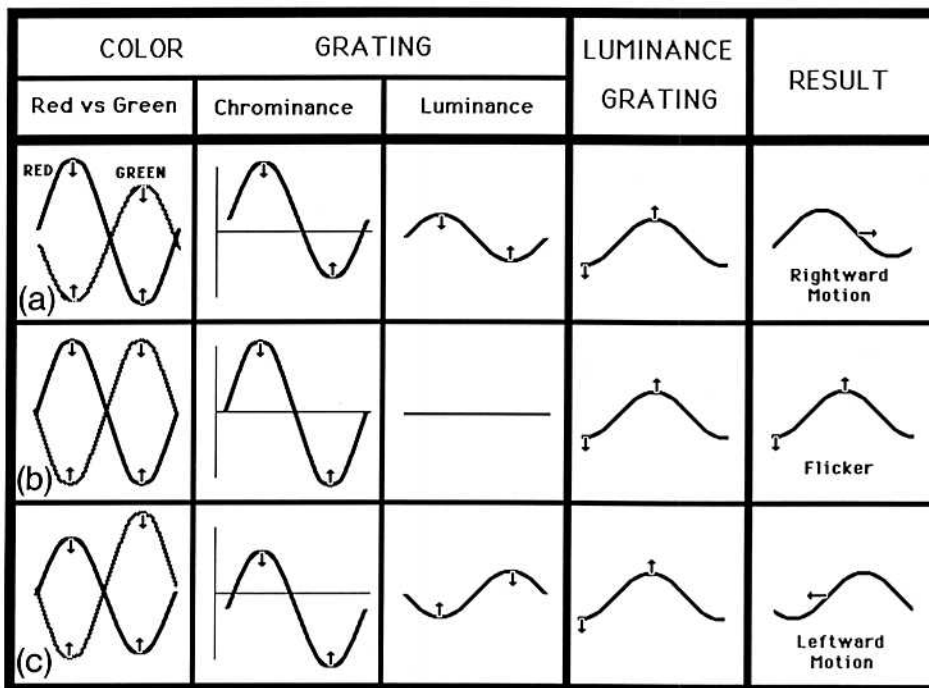 COLOR GRATING
LUMINANCE
GRATING
RESULT
Red vs Green
Chrominance
Luminance
RED
GREEN
(a)
Rightward
Motion
(b)
Flicker
(c)
Leftward
Motion